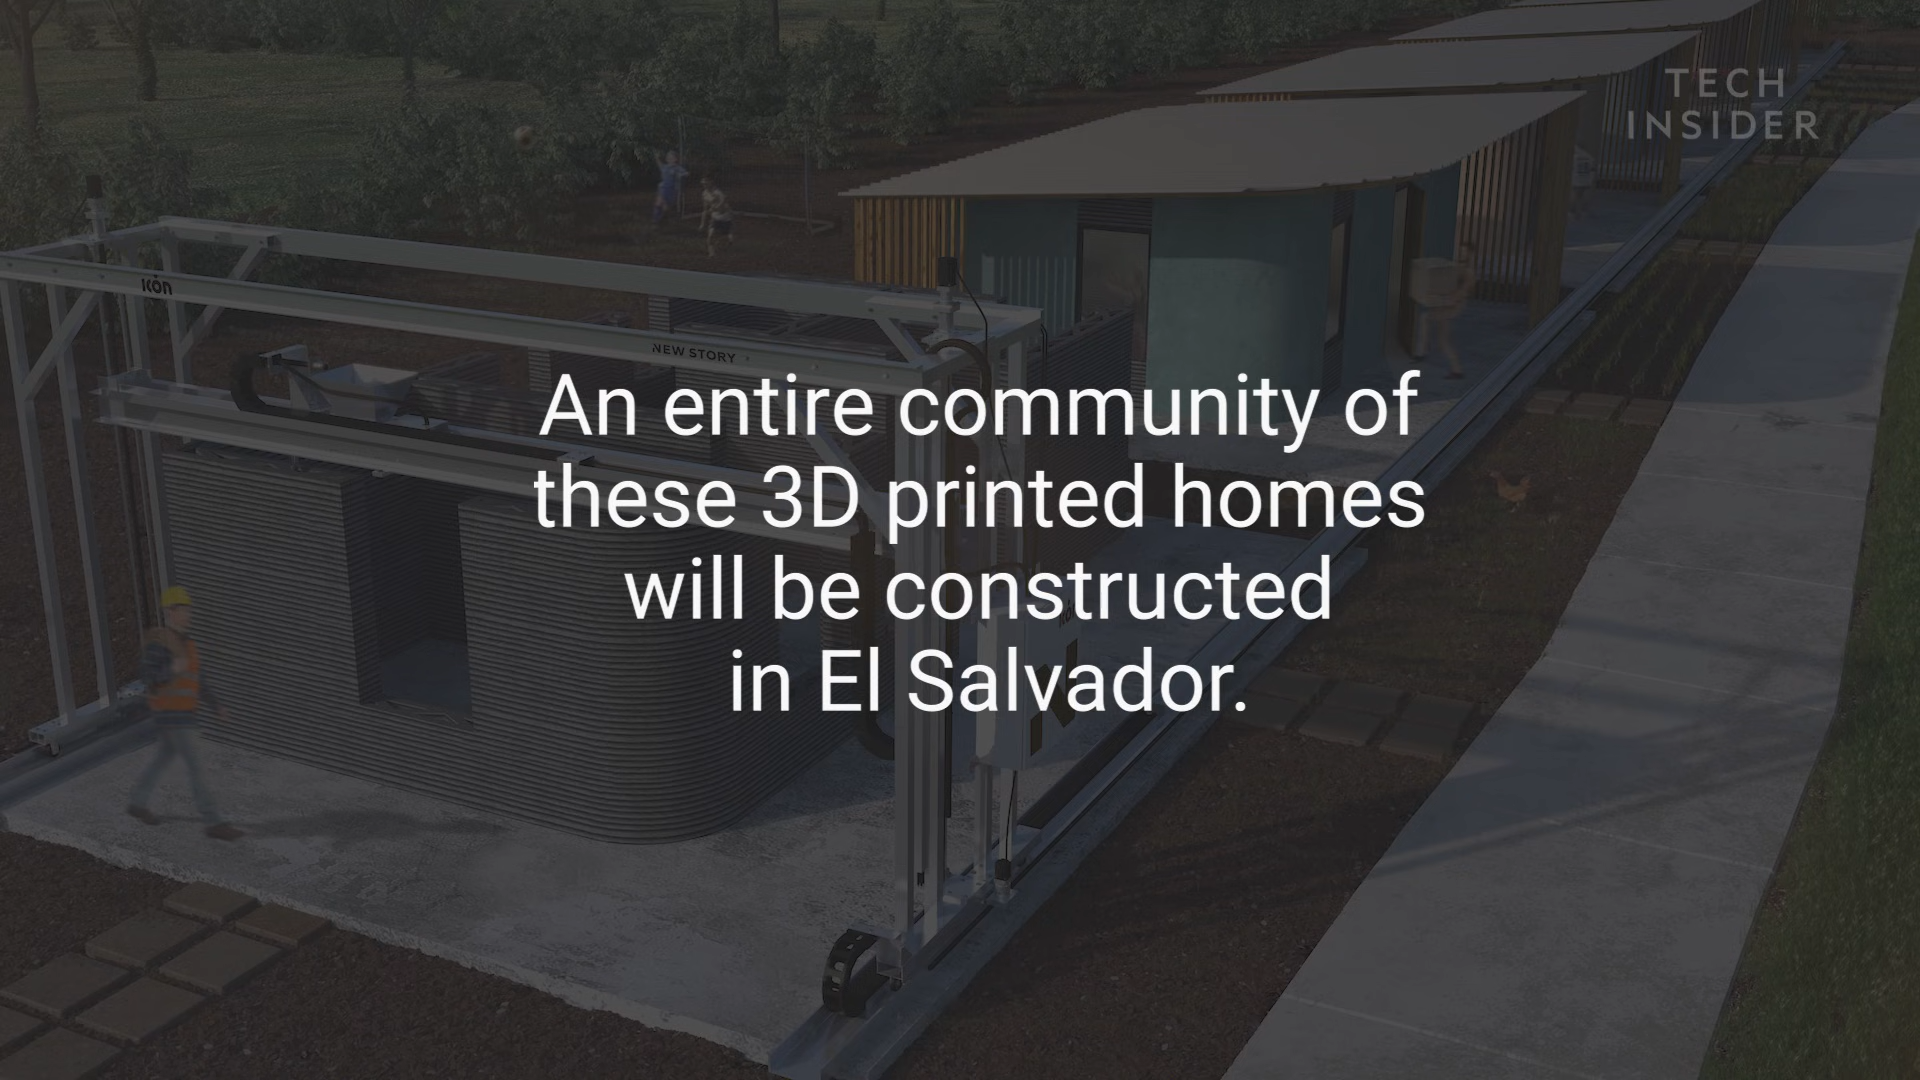 TECH
INSIDER
ICON
NEW STORY
An entire community of
these 3D printed homes
will be constructed
in El Salvador.